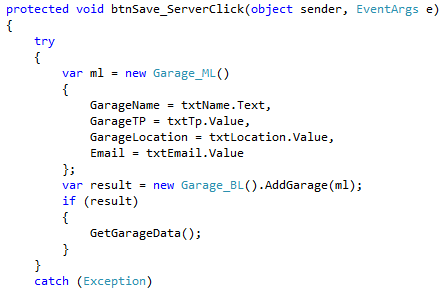 protected void btnSave_ServerClick(object sender, EventArgs e)
{
    try
    {
        var ml = new Garage_ML()
        {
            GarageName = txtName.Text,
            GarageTP = txtTp.Value,
            GarageLocation = txtLocation.Value,
            Email = txtEmail.Value
        };
        var result = new Garage_BL().AddGarage(ml);
        if (result)
        {
            GetGarageData();
        }
    }
    catch (Exception)